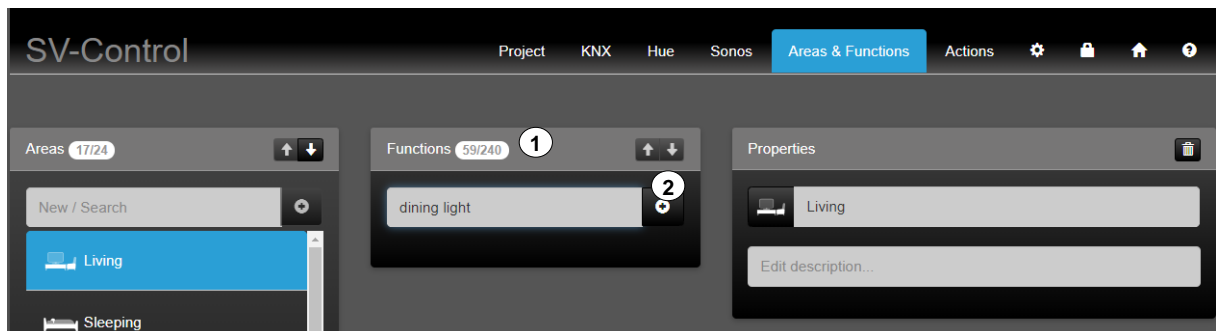 SV-Control
Project KNX Hue Sonos Areas & Functions Actions
Areas 17/24
New / Search
Living
Sleeping
Functions 59/240 1
dining light 2
Properties
Living
Edit description...